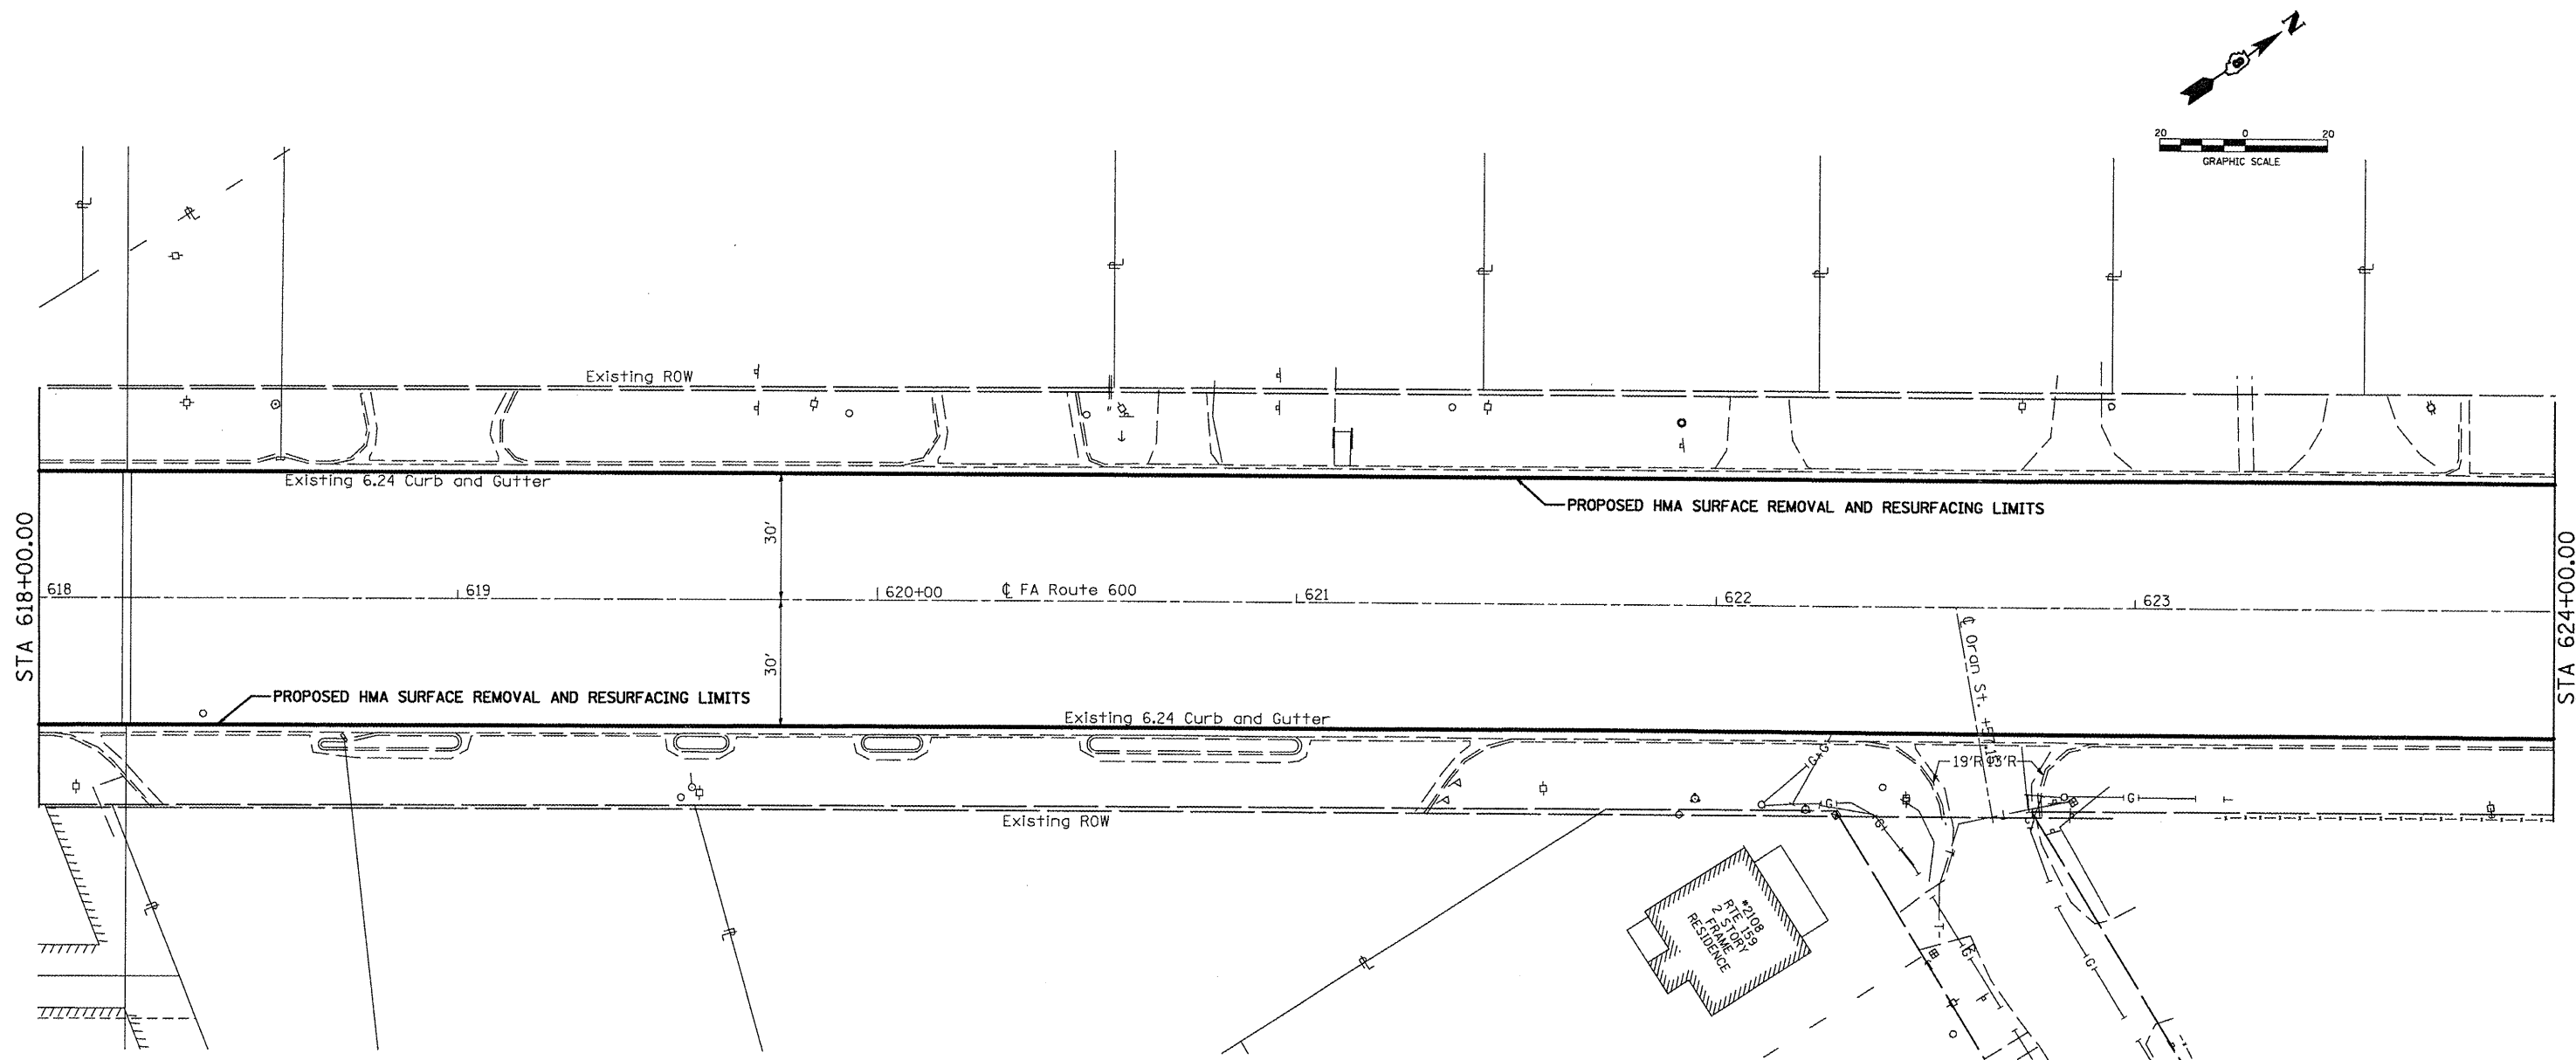 N
20 0 20
GRAPHIC SCALE
Existing ROW
Existing 6.24 Curb and Gutter
PROPOSED HMA SURFACE REMOVAL AND RESURFACING LIMITS
30'
STA 618+00.00
STA 624+00.00
618
619
620+00
℄ FA Route 600
621
622
623
30'
℄ Oran St. +57.13
PROPOSED HMA SURFACE REMOVAL AND RESURFACING LIMITS
Existing 6.24 Curb and Gutter
19'R
Existing ROW
G
G
G
G
#2108
RTE 159
2 STORY
FRAME
RESIDENCE
G
G